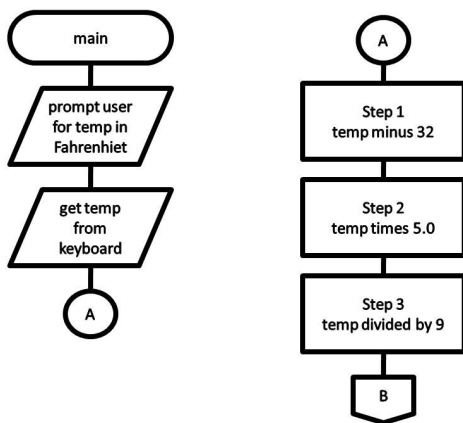 main
prompt user
for temp in
Fahrenhiet
get temp
from
keyboard
A
A
Step 1
temp minus 32
Step 2
temp times 5.0
Step 3
temp divided by 9
B